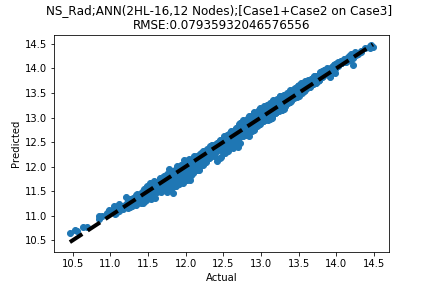 NS_Rad;ANN(2HL-16,12 Nodes);[Case1+Case2 on Case3]
RMSE:0.07935932046576556
14.5
14.0
13.5
13.0
12.5
12.0
11.5
11.0
10.5
Predicted
10.5 11.0 11.5 12.0 12.5 13.0 13.5 14.0 14.5
Actual